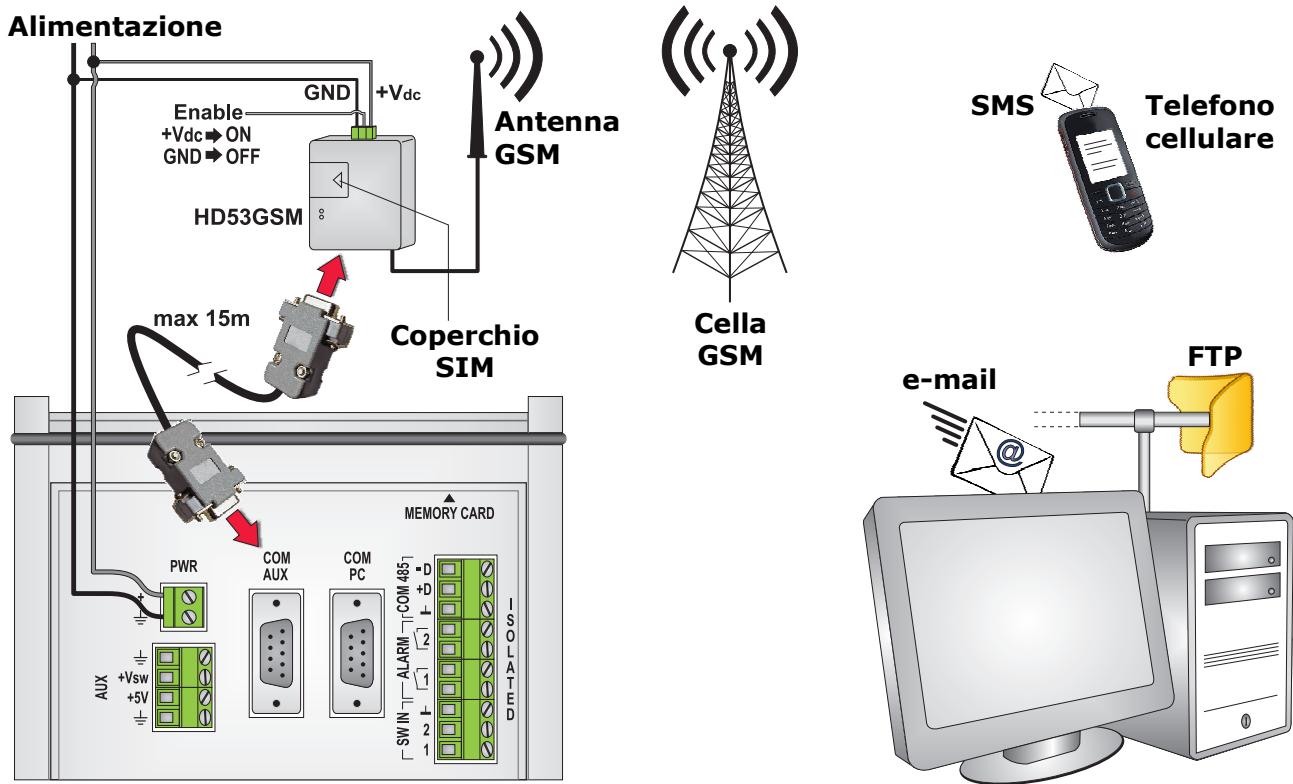 Alimentazione
GND
+Vdc
Enable
+Vdc ➡ ON
GND ➡ OFF
HD53GSM
Antenna
GSM
max 15m
Coperchio
SIM
Cella
GSM
SMS
Telefono
cellulare
e-mail
@
FTP
MEMORY CARD
PWR
+
COM
AUX
COM
PC
COM 485
-D
+D
ALARM
2
1
SW IN
2
1
ISOLATED
AUX
+Vsw
+5V